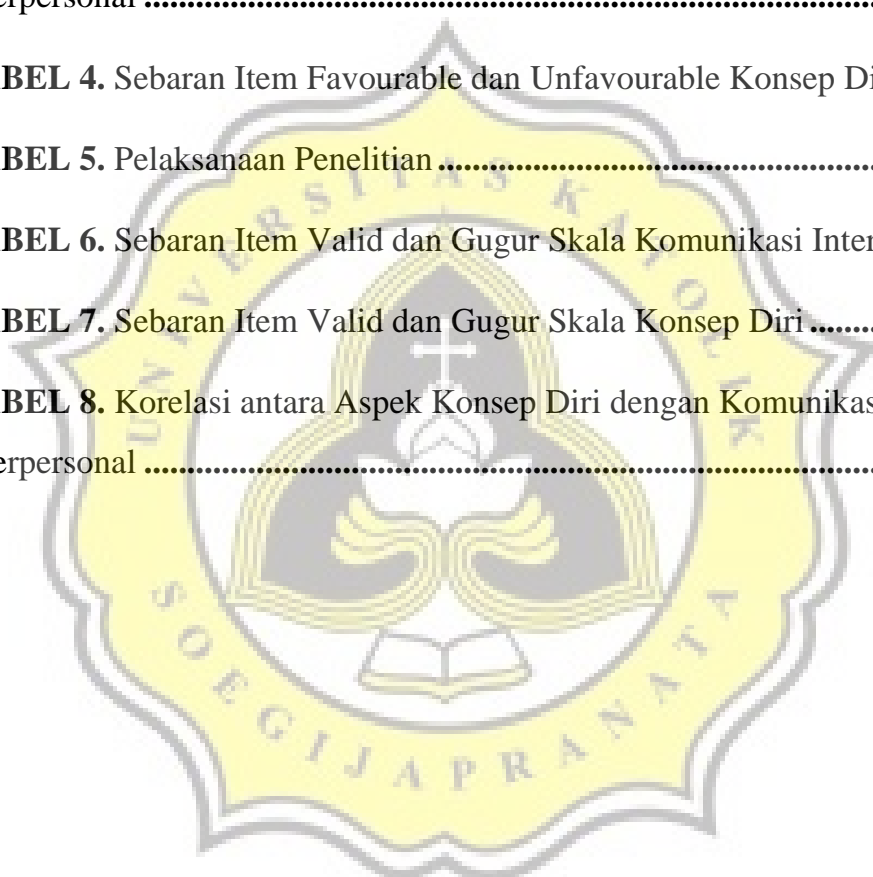 erpersonal ........................................................................
BEL 4. Sebaran Item Favourable dan Unfavourable Konsep Di
BEL 5. Pelaksanaan Penelitian ............................................
BEL 6. Sebaran Item Valid dan Gugur Skala Komunikasi Inter
BEL 7. Sebaran Item Valid dan Gugur Skala Konsep Diri ........
BEL 8. Korelasi antara Aspek Konsep Diri dengan Komunikas
erpersonal ........................................................................
UNIVERSITAS KATOLIK
SOEGIJAPRANATA